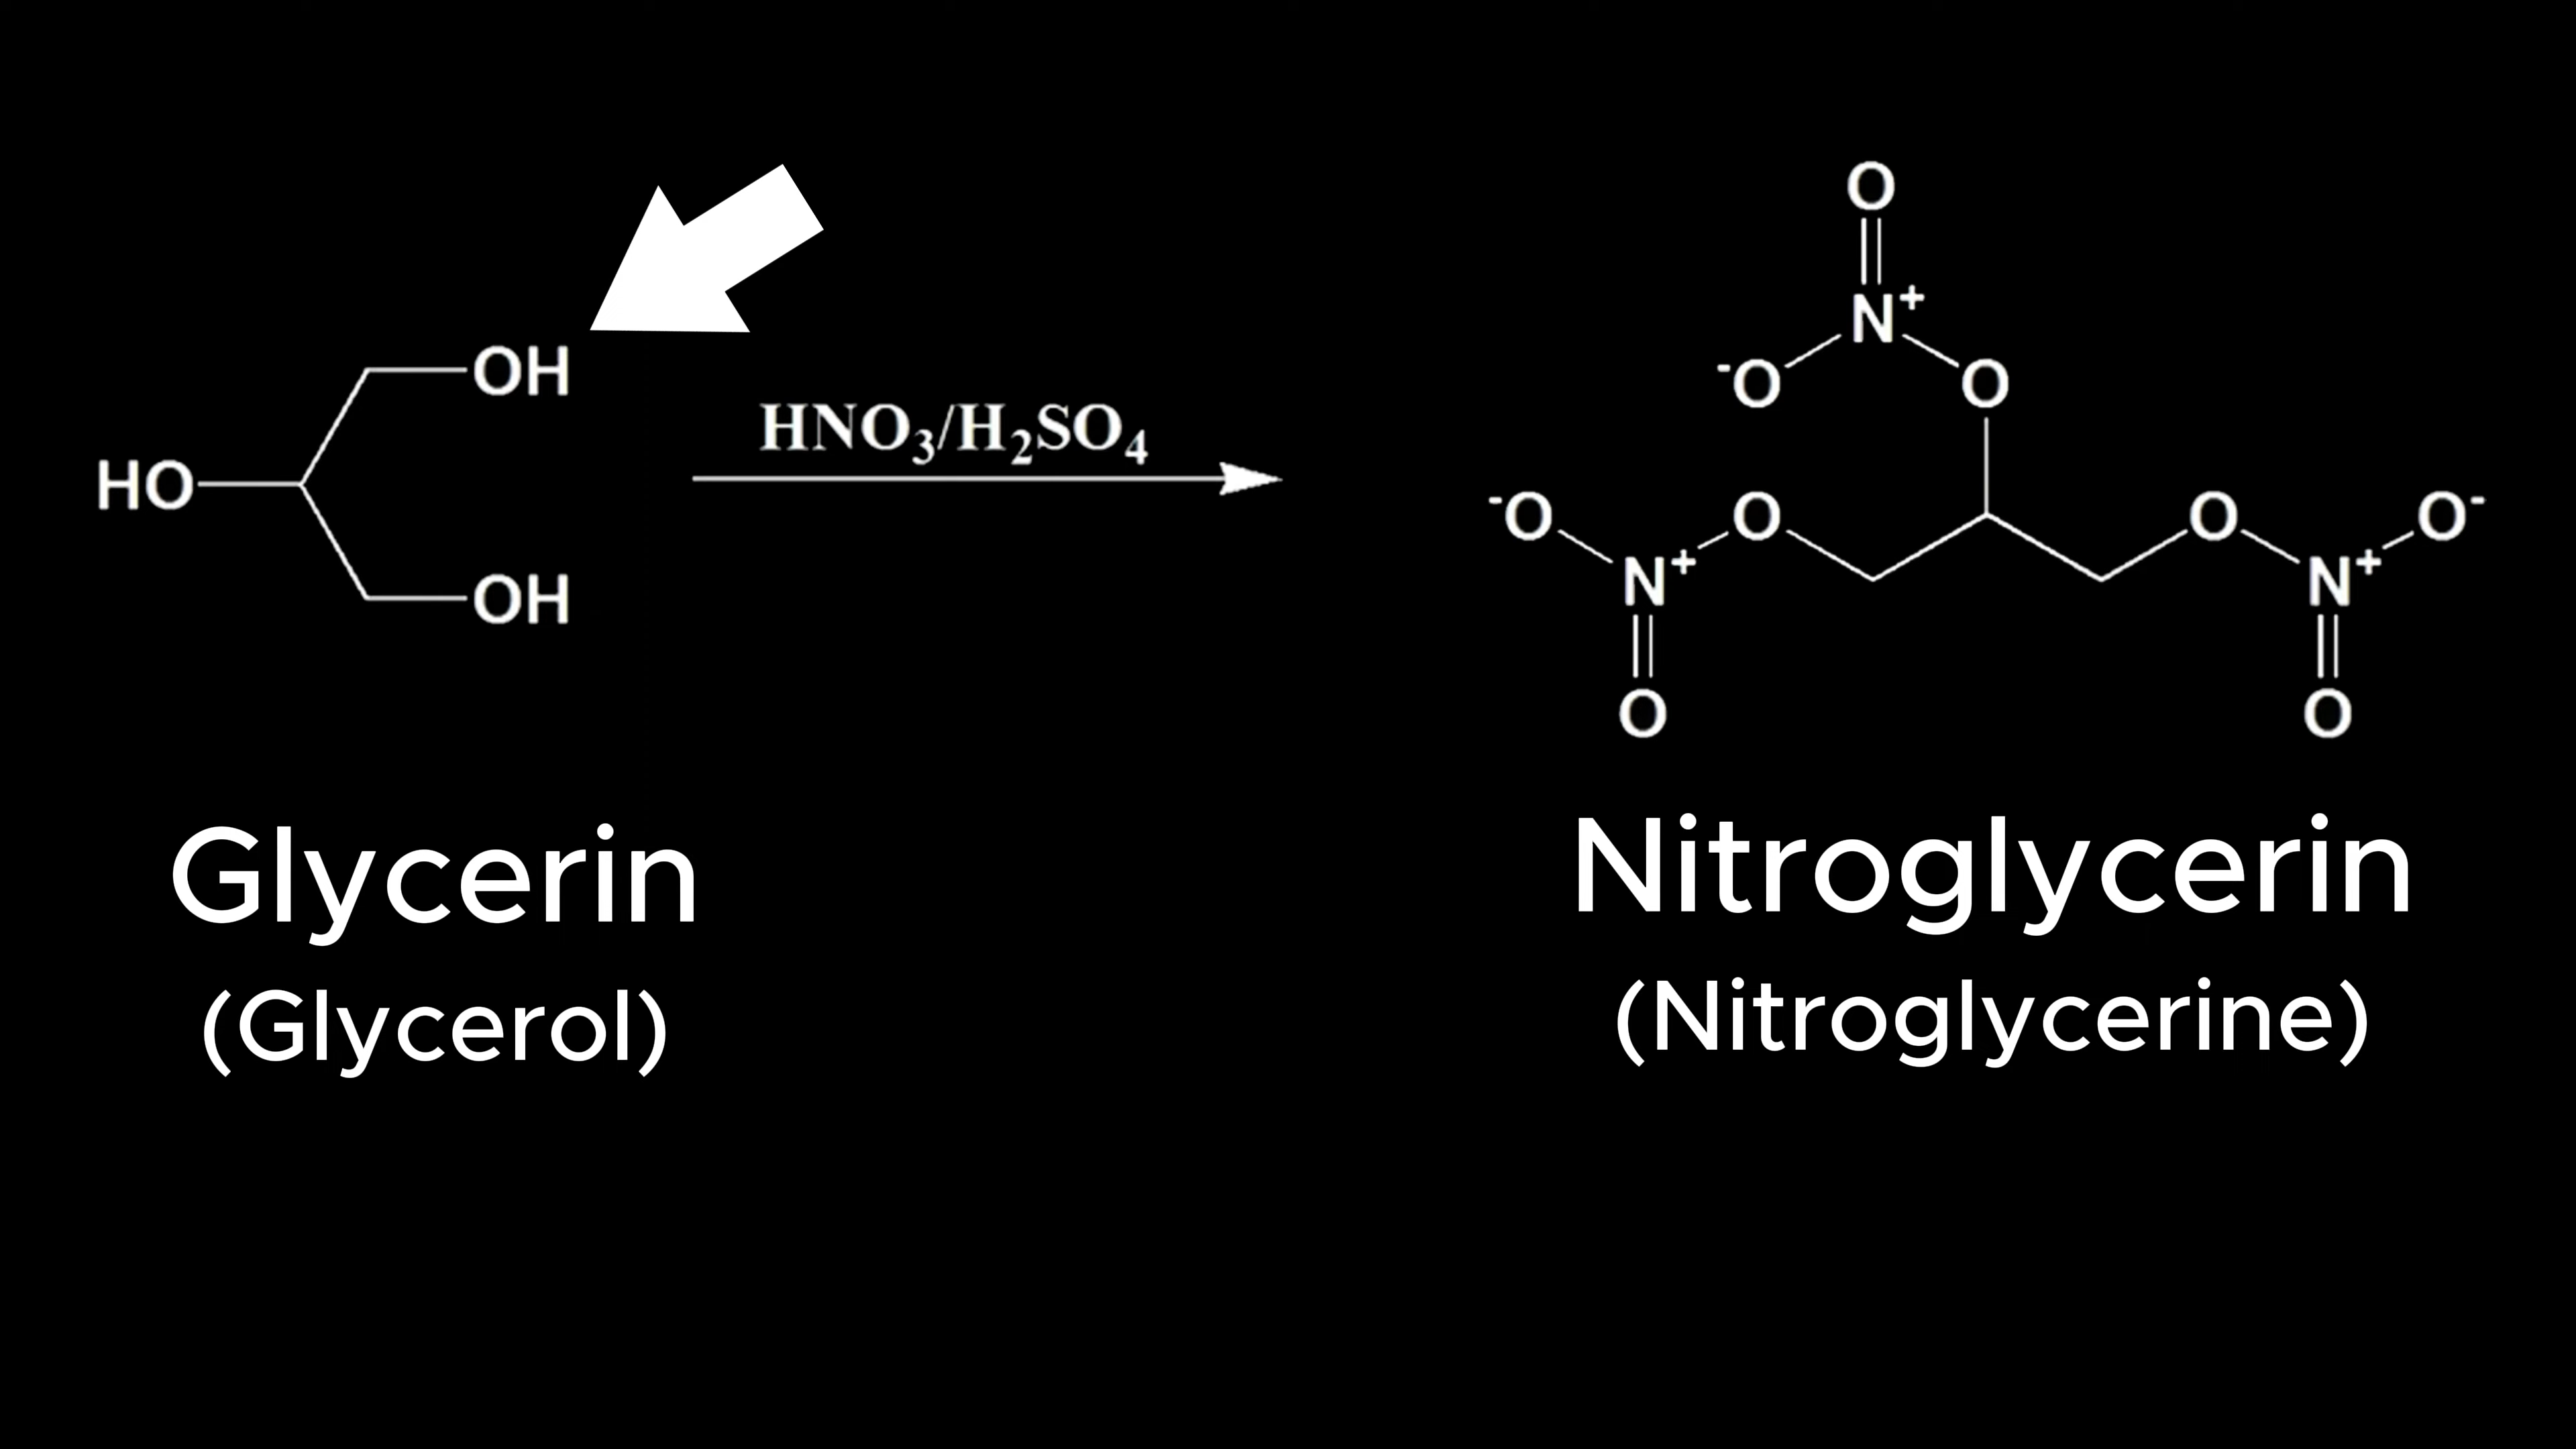 OH
HO
OH
HNO3/H2SO4
O
N+
-O
O
-O
O
O
O-
N+
N+
O
O
Glycerin
(Glycerol)
Nitroglycerin
(Nitroglycerine)